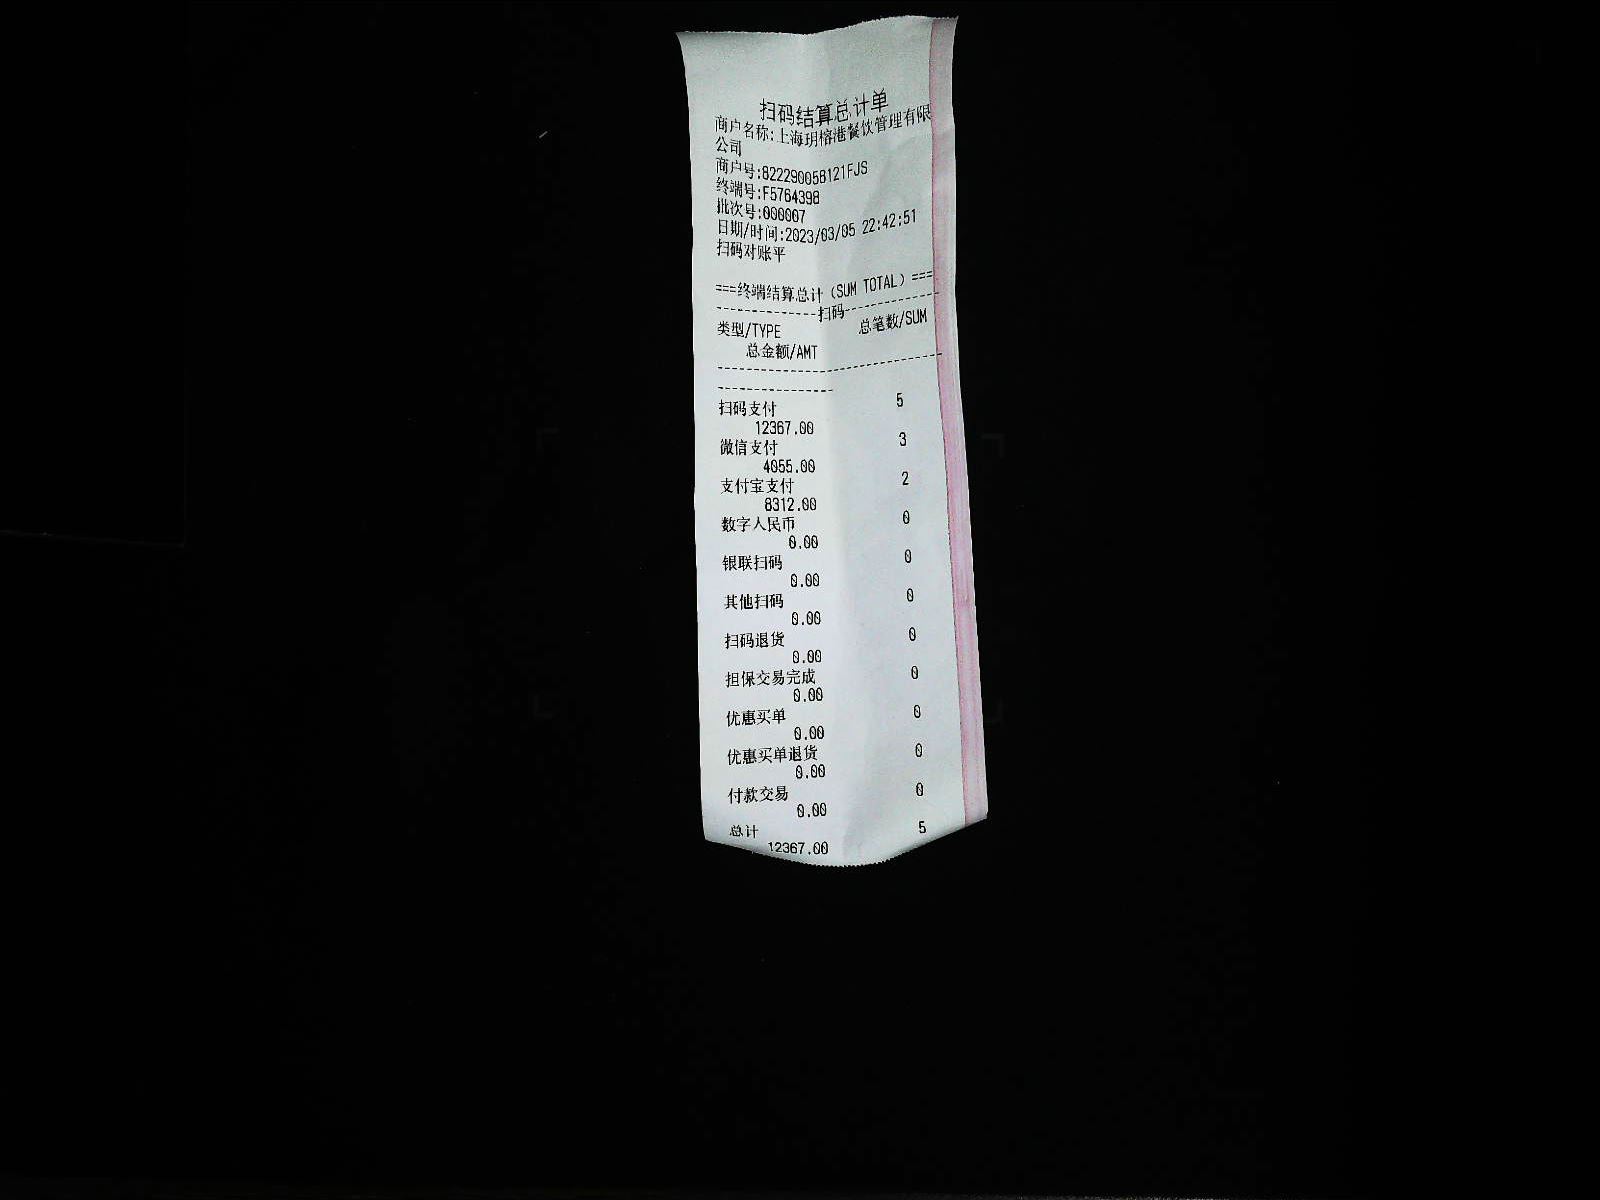 扫码结算总计单
商户名称:上海玥榕港餐饮管理有限
公司
商户号:822290058121FJS
终端号:F5764398
批次号:000007
日期/时间:2023/03/05 22:42:51
扫码对账平
===终端结算总计（SUM TOTAL）===
---------------扫码---------------
类型/TYPE 总笔数/SUM
总金额/AMT
----------------------------------
-----------------
扫码支付 5
12367.00
微信支付 3
4055.00
支付宝支付 2
8312.00
数字人民币 0
0.00
银联扫码 0
0.00
其他扫码 0
0.00
扫码退货 0
0.00
担保交易完成 0
0.00
优惠买单 0
0.00
优惠买单退货 0
0.00
付款交易 0
0.00
总计 5
12367.00